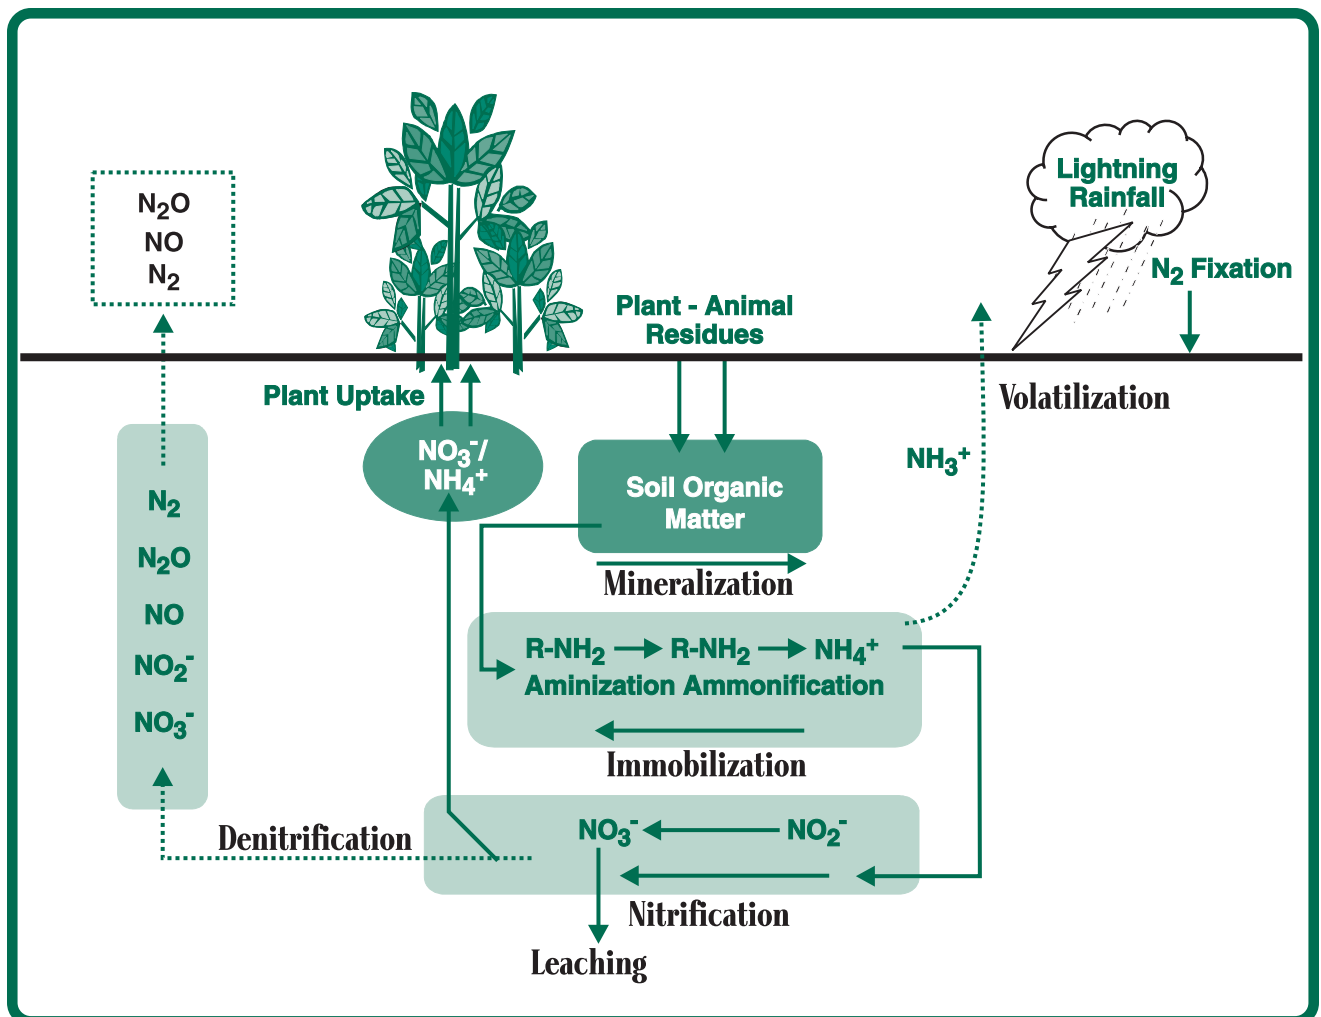 Lightning
Rainfall
N₂O
NO
N₂
N₂ Fixation
Plant - Animal
Residues
Plant Uptake
Volatilization
NO₃⁻/
NH₄⁺
NH₃⁺
Soil Organic
Matter
N₂
N₂O
NO
NO₂⁻
NO₃⁻
Mineralization
R-NH₂ → R-NH₂ → NH₄⁺
Aminization Ammonification
Immobilization
Denitrification
NO₃⁻ ← NO₂⁻
Nitrification
Leaching